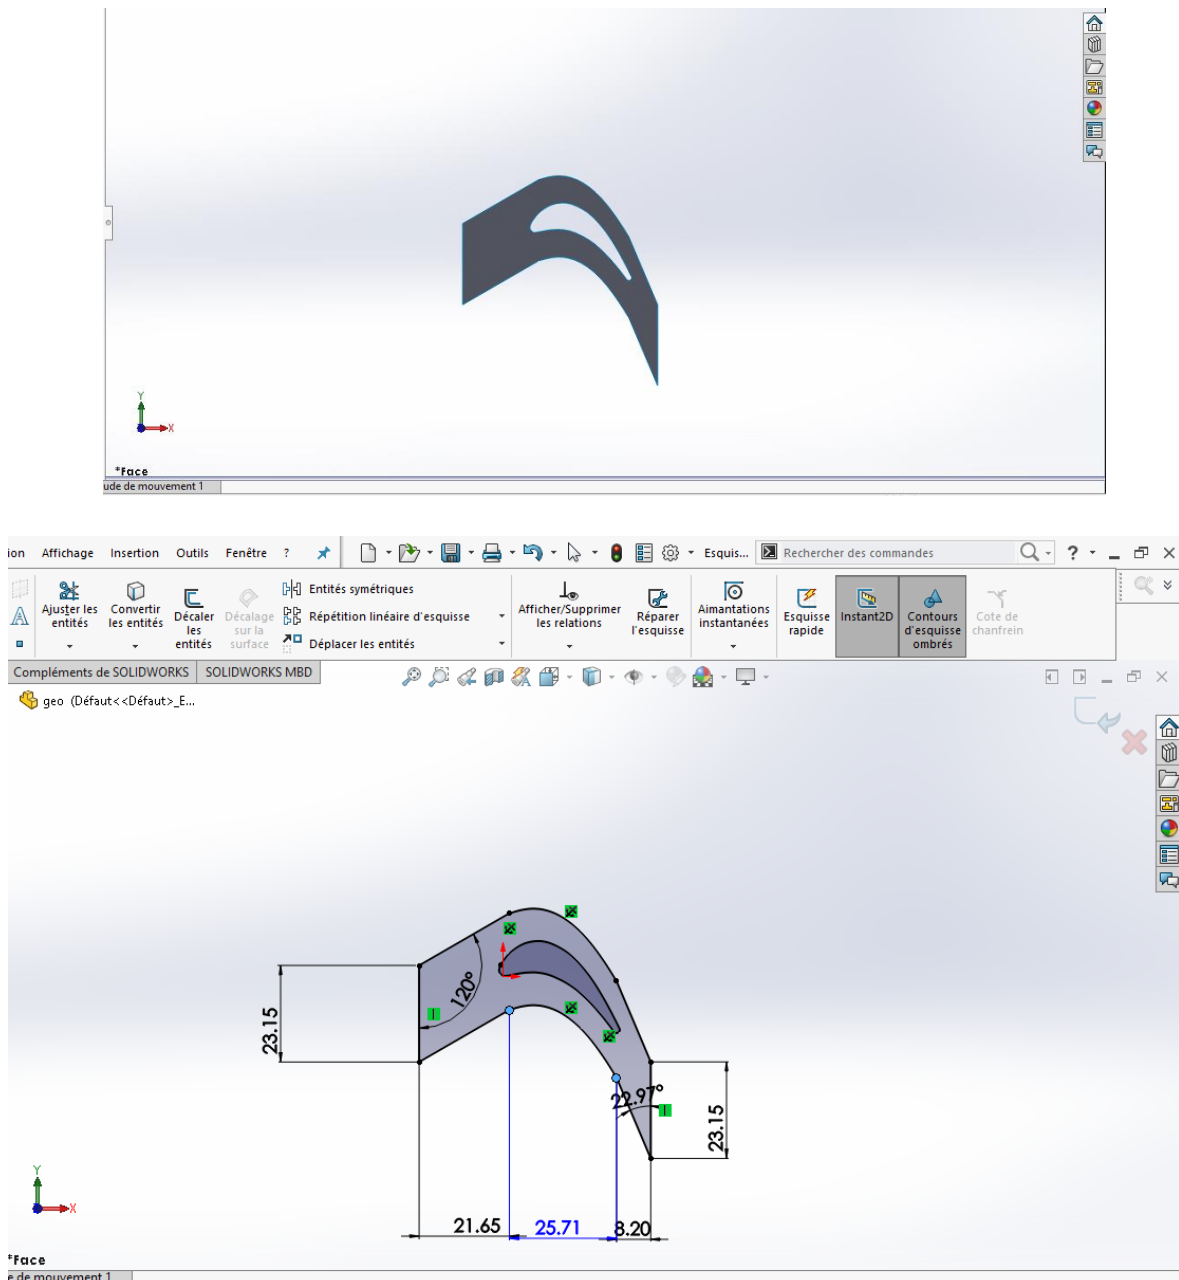 Y
X
*Face
ude de mouvement 1
ion Affichage Insertion Outils Fenêtre ? Esquis... Rechercher des commandes ?
Ajuster les entités
Convertir les entités
Décaler les entités
Décalage sur la surface
Entités symétriques
Répétition linéaire d'esquisse
Déplacer les entités
Afficher/Supprimer les relations
Réparer l'esquisse
Aimantations instantanées
Esquisse rapide
Instant2D
Contours d'esquisse ombrés
Cote de chanfrein
Compléments de SOLIDWORKS SOLIDWORKS MBD
geo (Défaut<<Défaut>_E...
120°
23.15
22.97°
23.15
21.65 25.71 8.20
Y
X
*Face
e de mouvement 1